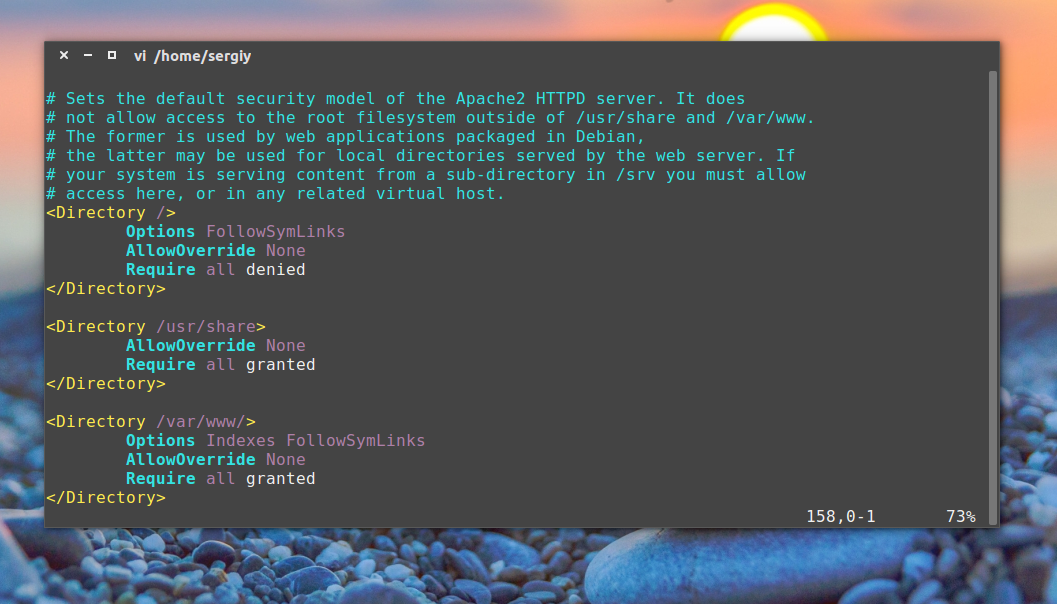 vi /home/sergiy
# Sets the default security model of the Apache2 HTTPD server. It does
# not allow access to the root filesystem outside of /usr/share and /var/www.
# The former is used by web applications packaged in Debian,
# the latter may be used for local directories served by the web server. If
# your system is serving content from a sub-directory in /srv you must allow
# access here, or in any related virtual host.
<Directory />
        Options FollowSymLinks
        AllowOverride None
        Require all denied
</Directory>

<Directory /usr/share>
        AllowOverride None
        Require all granted
</Directory>

<Directory /var/www/>
        Options Indexes FollowSymLinks
        AllowOverride None
        Require all granted
</Directory>
158,0-1       73%